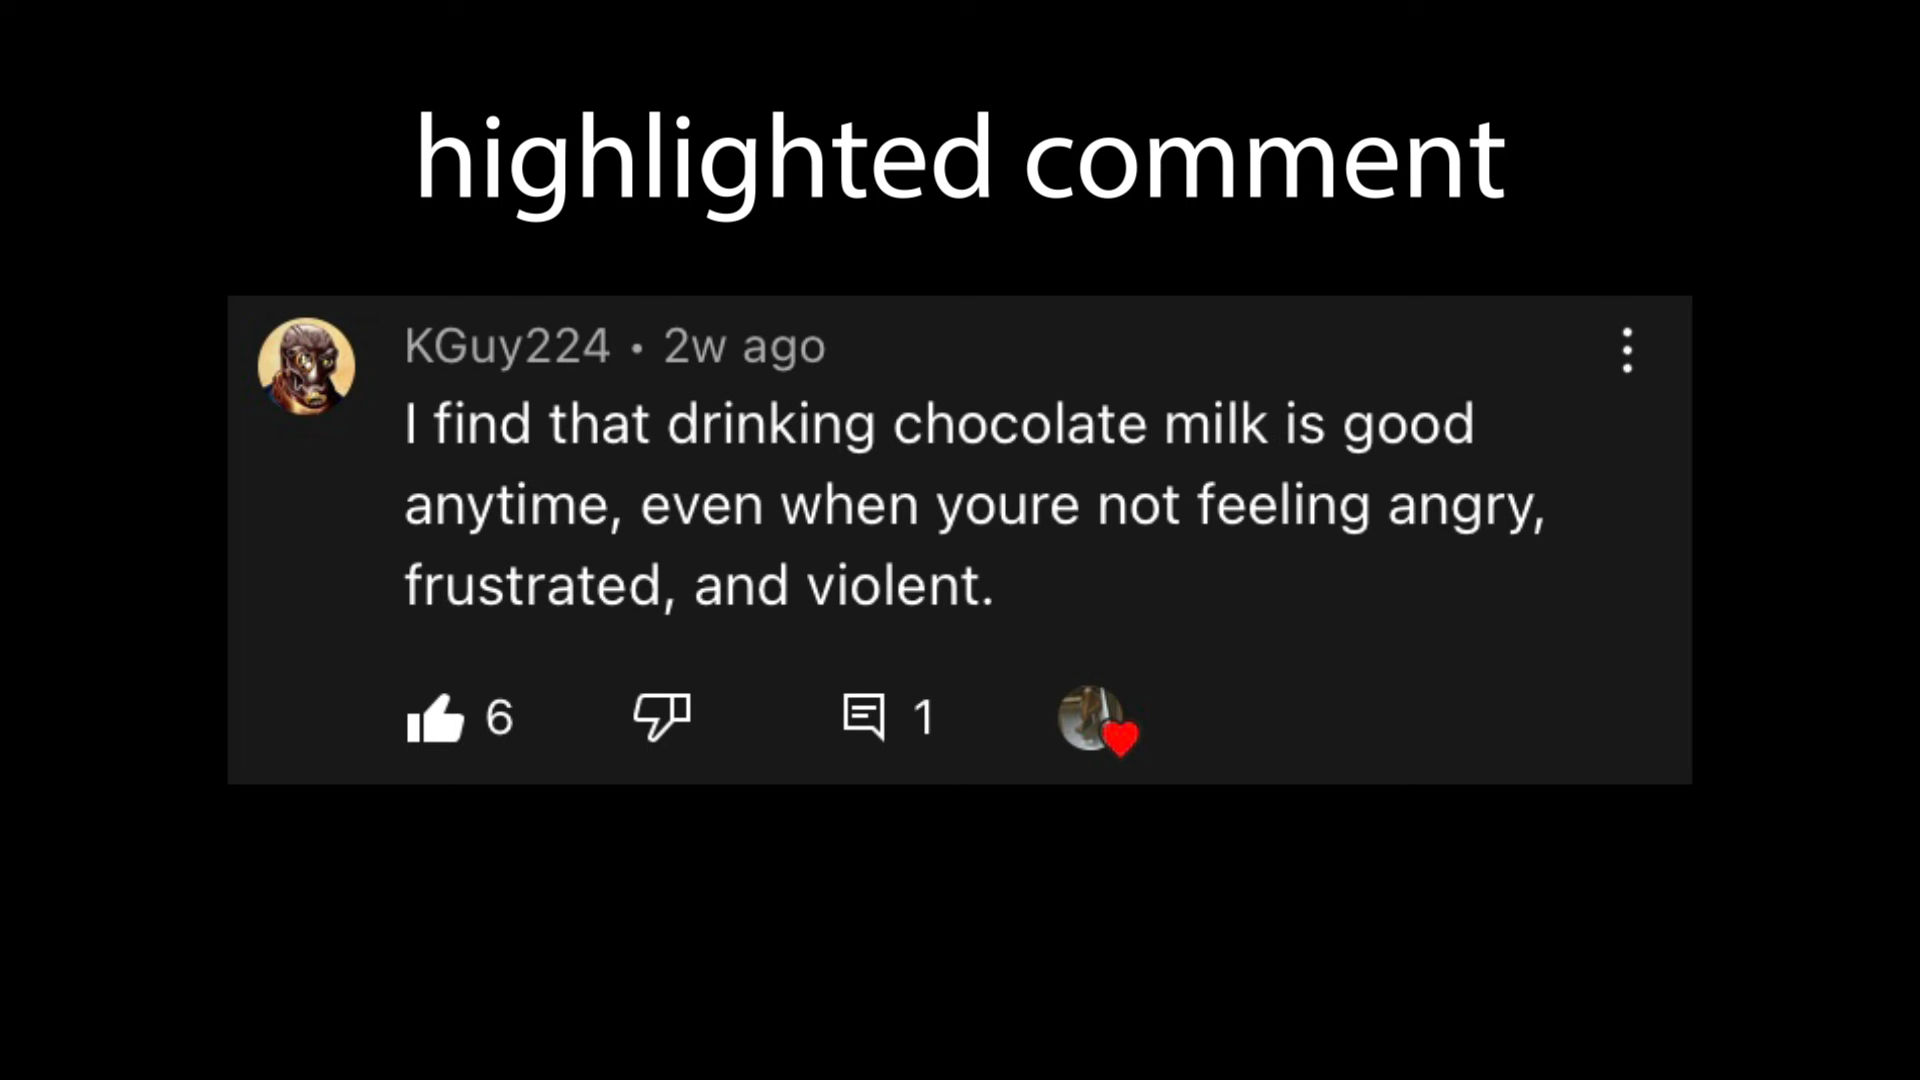 highlighted comment
KGuy224 • 2w ago
I find that drinking chocolate milk is good
anytime, even when youre not feeling angry,
frustrated, and violent.
6
1